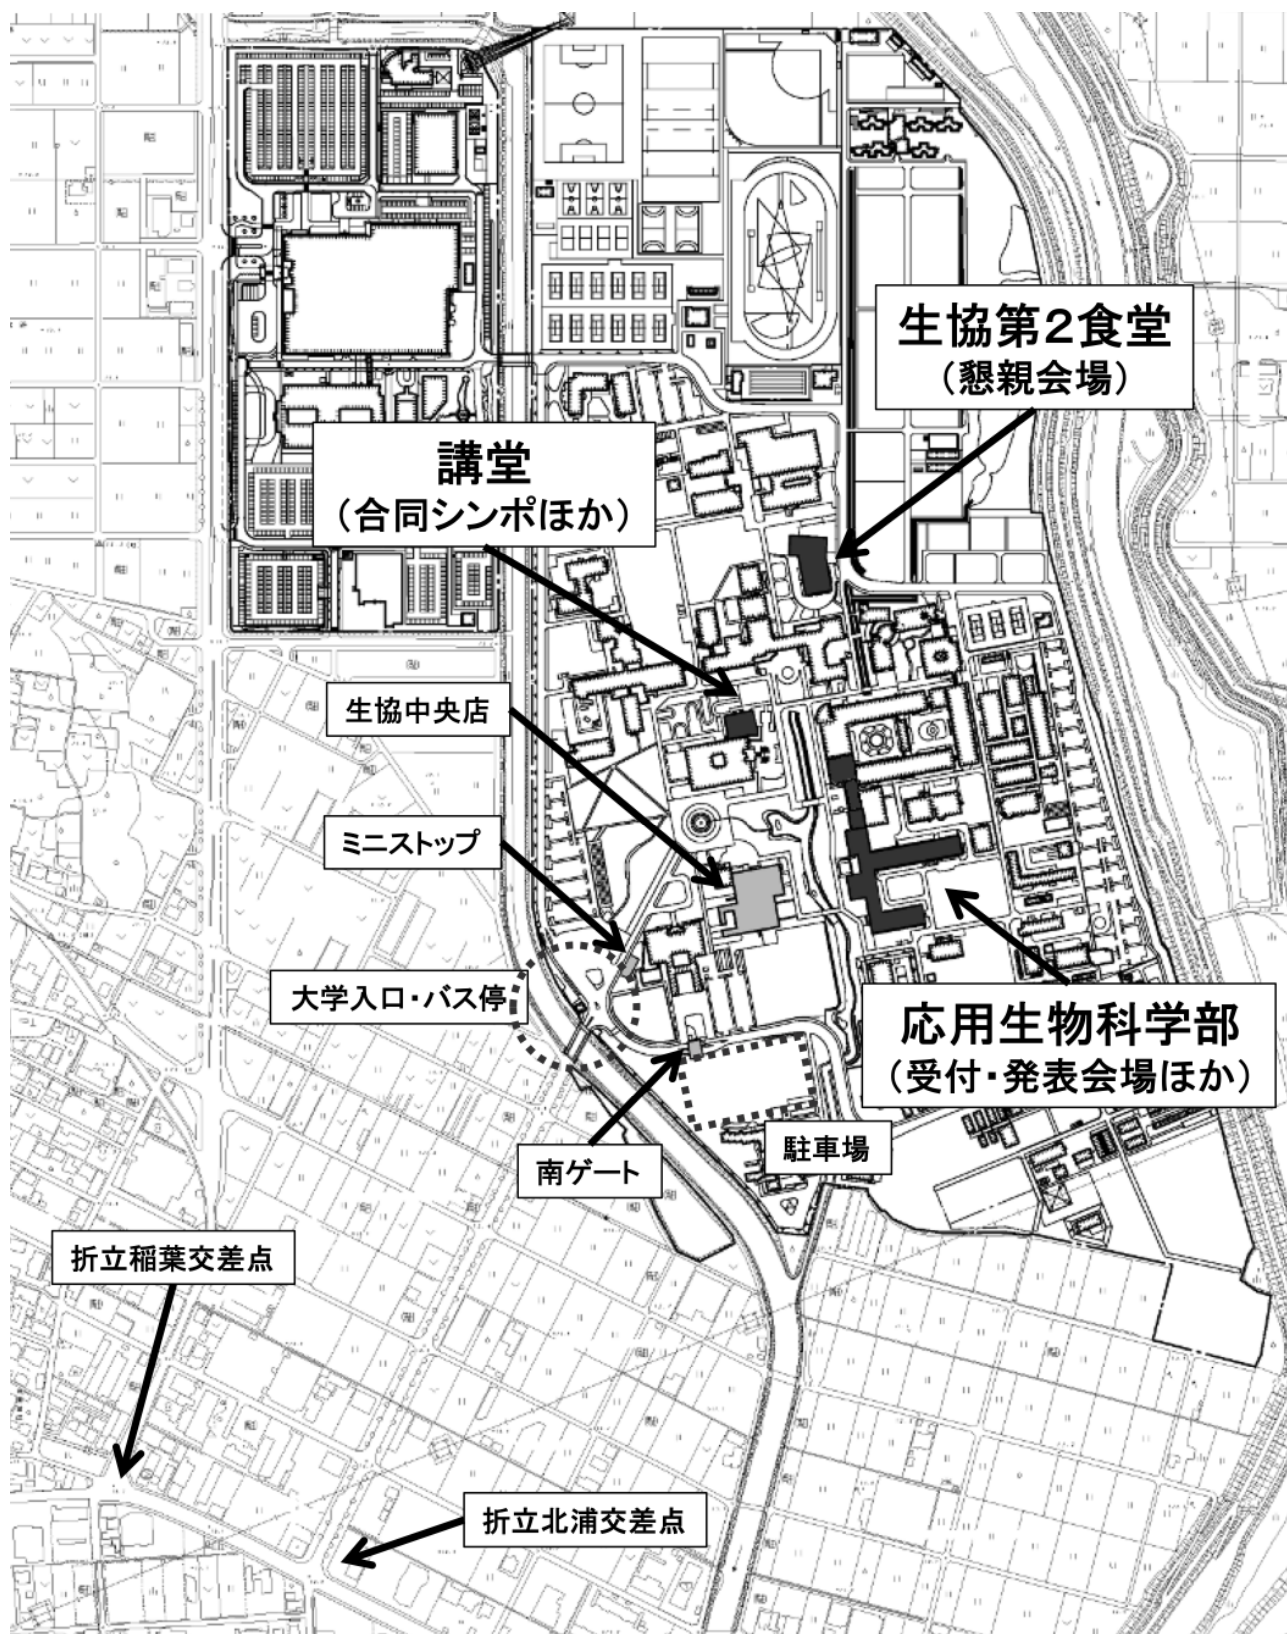 生協第2食堂
（懇親会場）
講堂
（合同シンポほか）
生協中央店
ミニストップ
大学入口・バス停
応用生物科学部
（受付・発表会場ほか）
南ゲート
駐車場
折立稲葉交差点
折立北浦交差点